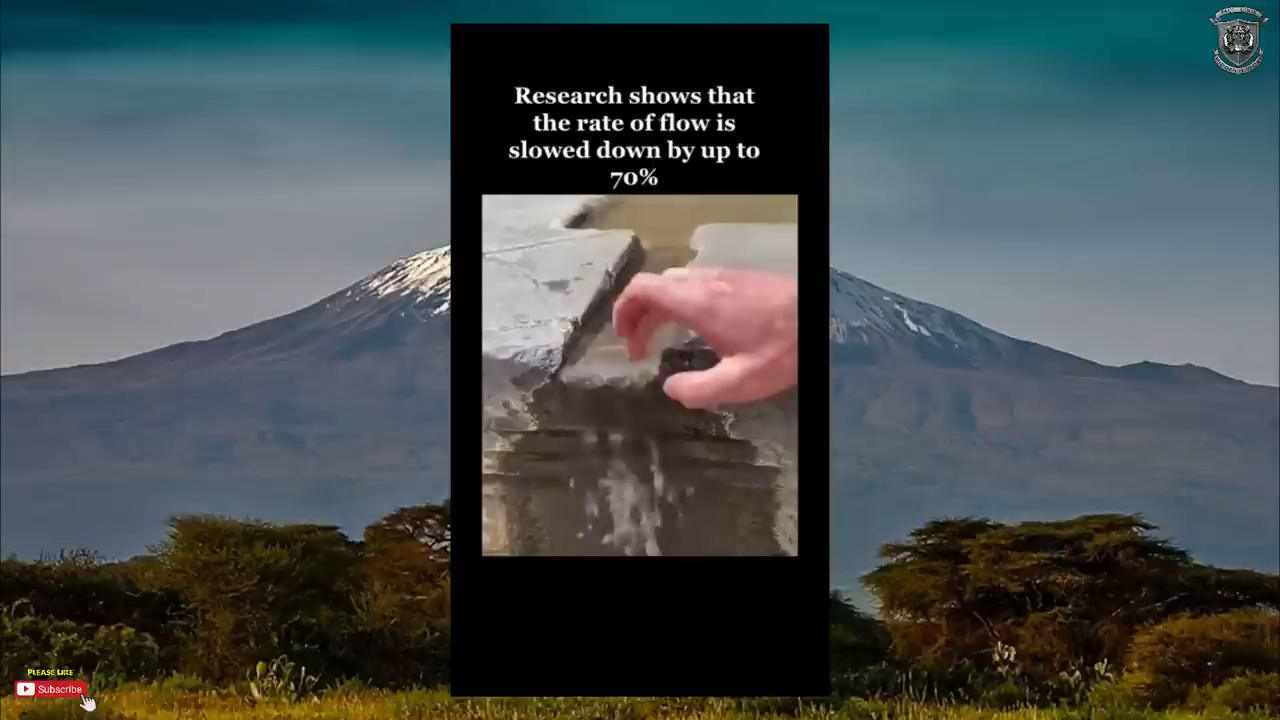 Research shows that
the rate of flow is
slowed down by up to
70%
PLEASE LIKE
Subscribe